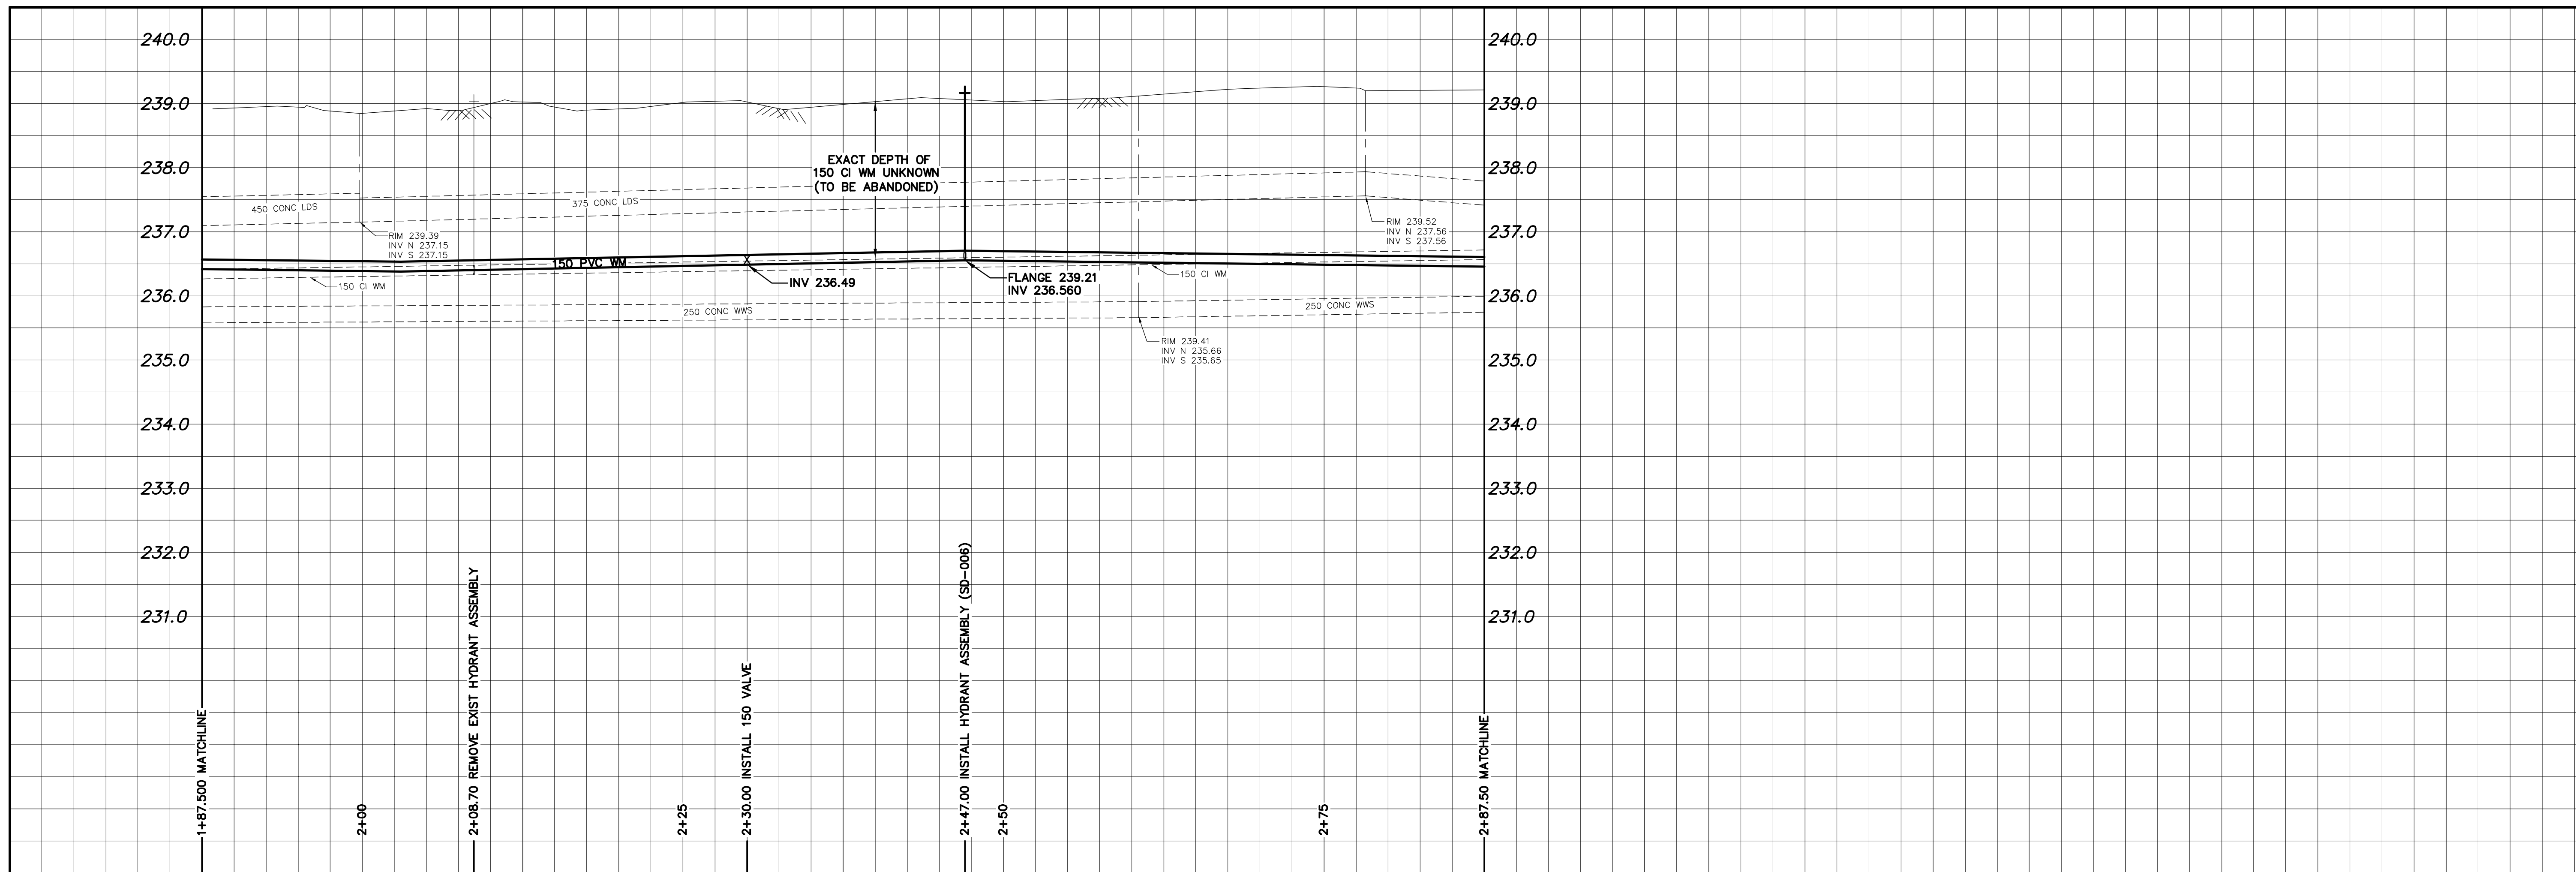 240.0
240.0
239.0
239.0
238.0
238.0
237.0
237.0
236.0
236.0
235.0
235.0
234.0
234.0
233.0
233.0
232.0
232.0
231.0
231.0
EXACT DEPTH OF
150 CI WM UNKNOWN
(TO BE ABANDONED)
450 CONC LDS
375 CONC LDS
RIM 239.39
INV N 237.15
INV S 237.15
RIM 239.52
INV N 237.56
INV S 237.56
150 PVC WM
150 CI WM
INV 236.49
FLANGE 239.21
INV 236.560
150 CI WM
250 CONC WWS
250 CONC WWS
RIM 239.41
INV N 235.66
INV S 235.65
1+87.500 MATCHLINE
2+00
2+08.70 REMOVE EXIST HYDRANT ASSEMBLY
2+25
2+30.00 INSTALL 150 VALVE
2+47.00 INSTALL HYDRANT ASSEMBLY (SD-006)
2+50
2+75
2+87.50 MATCHLINE